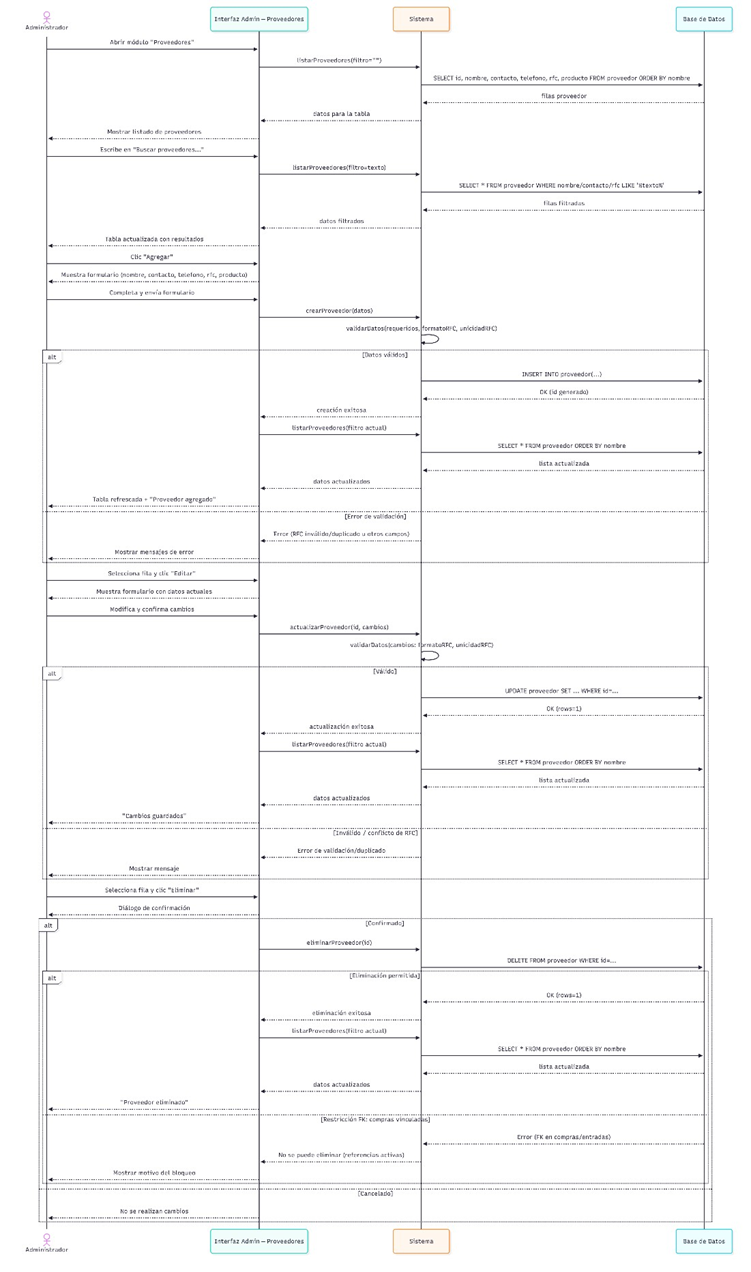 Administrador
Interfaz Admin – Proveedores
Sistema
Base de Datos
Abrir módulo "Proveedores"
listarProveedores(filtro="")
SELECT id, nombre, contacto, telefono, rfc, producto FROM proveedor ORDER BY nombre
filas proveedor
datos para la tabla
Mostrar listado de proveedores
Escribe en "Buscar proveedores..."
listarProveedores(filtro=texto)
SELECT * FROM proveedor WHERE nombre/contacto/rfc LIKE '%texto%'
filas filtradas
datos filtrados
Tabla actualizada con resultados
Clic "Agregar"
Muestra formulario (nombre, contacto, telefono, rfc, producto)
Completa y envía formulario
crearProveedor(datos)
validarDatos(requeridos, formatoRFC, unicidadRFC)
alt
[Datos válidos]
INSERT INTO proveedor(...)
OK (id generado)
creación exitosa
listarProveedores(filtro actual)
SELECT * FROM proveedor ORDER BY nombre
lista actualizada
datos actualizados
Tabla refrescada + "Proveedor agregado"
[Error de validación]
Error (RFC inválido/duplicado u otros campos)
Mostrar mensajes de error
Selecciona fila y clic "Editar"
Muestra formulario con datos actuales
Modifica y confirma cambios
actualizarProveedor(id, cambios)
validarDatos(cambios: formatoRFC, unicidadRFC)
alt
[Válido]
UPDATE proveedor SET ... WHERE id=...
OK (rows=1)
actualización exitosa
listarProveedores(filtro actual)
SELECT * FROM proveedor ORDER BY nombre
lista actualizada
datos actualizados
"Cambios guardados"
[Inválido / conflicto de RFC]
Error de validación/duplicado
Mostrar mensaje
Selecciona fila y clic "Eliminar"
Diálogo de confirmación
alt
[Confirmado]
eliminarProveedor(id)
DELETE FROM proveedor WHERE id=...
alt
[Eliminación permitida]
OK (rows=1)
eliminación exitosa
listarProveedores(filtro actual)
SELECT * FROM proveedor ORDER BY nombre
lista actualizada
datos actualizados
"Proveedor eliminado"
[Restricción FK: compras vinculadas]
Error (FK en compras/entradas)
No se puede eliminar (referencias activas)
Mostrar motivo del bloqueo
[Cancelado]
No se realizan cambios
Administrador
Interfaz Admin – Proveedores
Sistema
Base de Datos